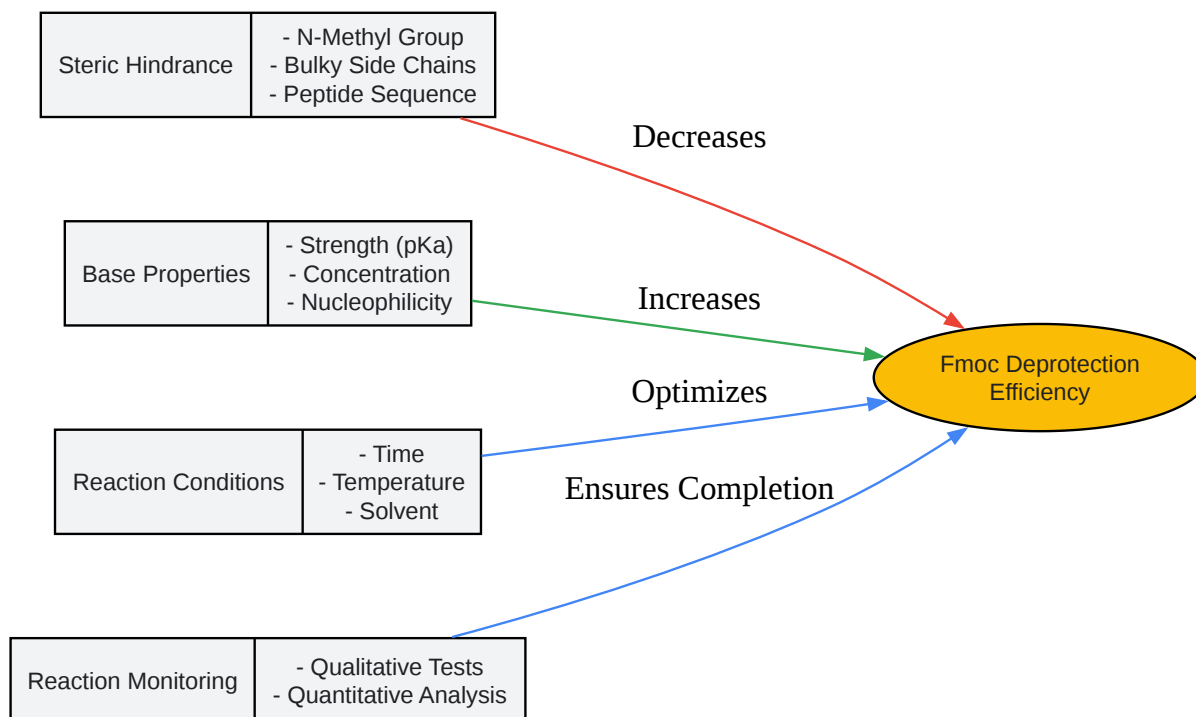 Steric Hindrance
- N-Methyl Group
- Bulky Side Chains
- Peptide Sequence
Decreases
Base Properties
- Strength (pKa)
- Concentration
- Nucleophilicity
Increases
Fmoc Deprotection
Efficiency
Optimizes
Reaction Conditions
- Time
- Temperature
- Solvent
Ensures Completion
Reaction Monitoring
- Qualitative Tests
- Quantitative Analysis